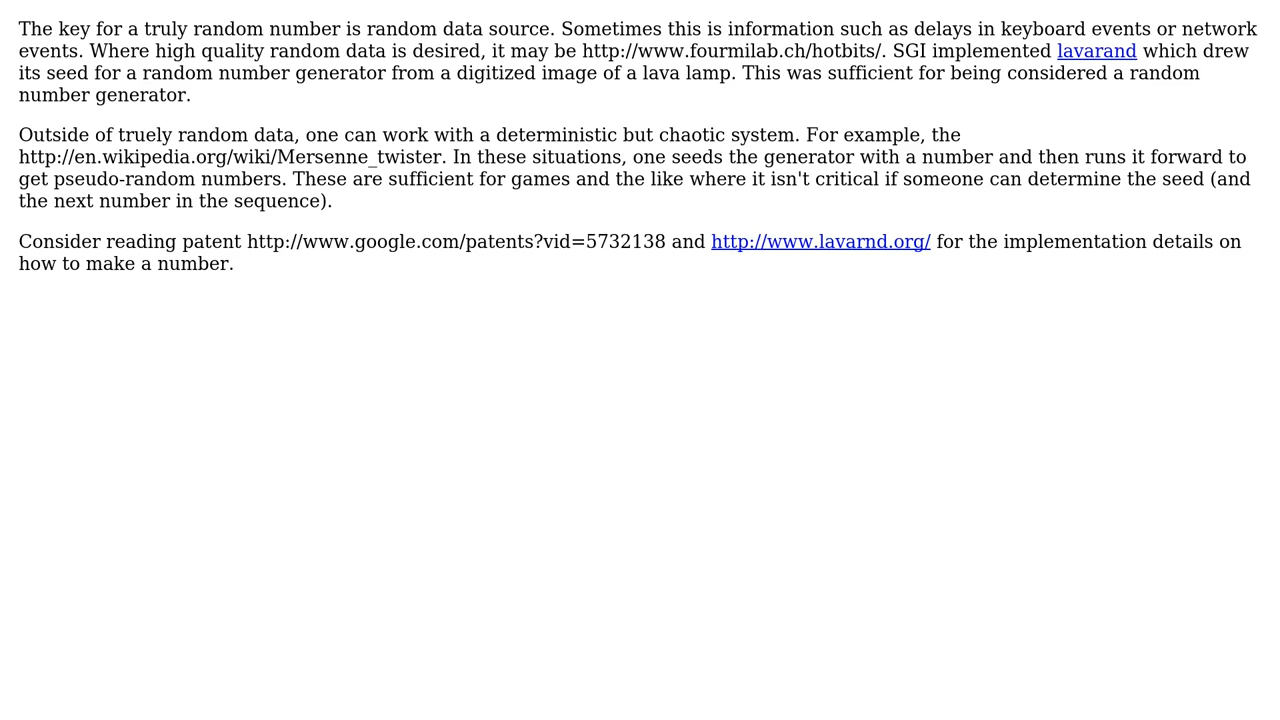 The key for a truly random number is random data source. Sometimes this is information such as delays in keyboard events or network
events. Where high quality random data is desired, it may be http://www.fourmilab.ch/hotbits/. SGI implemented lavarand which drew
its seed for a random number generator from a digitized image of a lava lamp. This was sufficient for being considered a random
number generator.
Outside of truely random data, one can work with a deterministic but chaotic system. For example, the
http://en.wikipedia.org/wiki/Mersenne_twister. In these situations, one seeds the generator with a number and then runs it forward to
get pseudo-random numbers. These are sufficient for games and the like where it isn't critical if someone can determine the seed (and
the next number in the sequence).
Consider reading patent http://www.google.com/patents?vid=5732138 and http://www.lavarnd.org/ for the implementation details on
how to make a number.